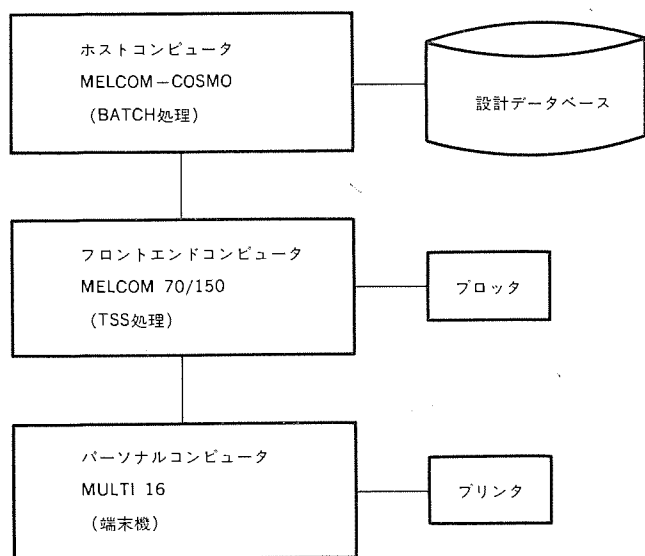 ホストコンピュータ
MELCOM-COSMO
(BATCH処理)
設計データベース
フロントエンドコンピュータ
MELCOM 70/150
(TSS処理)
プロッタ
パーソナルコンピュータ
MULTI 16
(端末機)
プリンタ